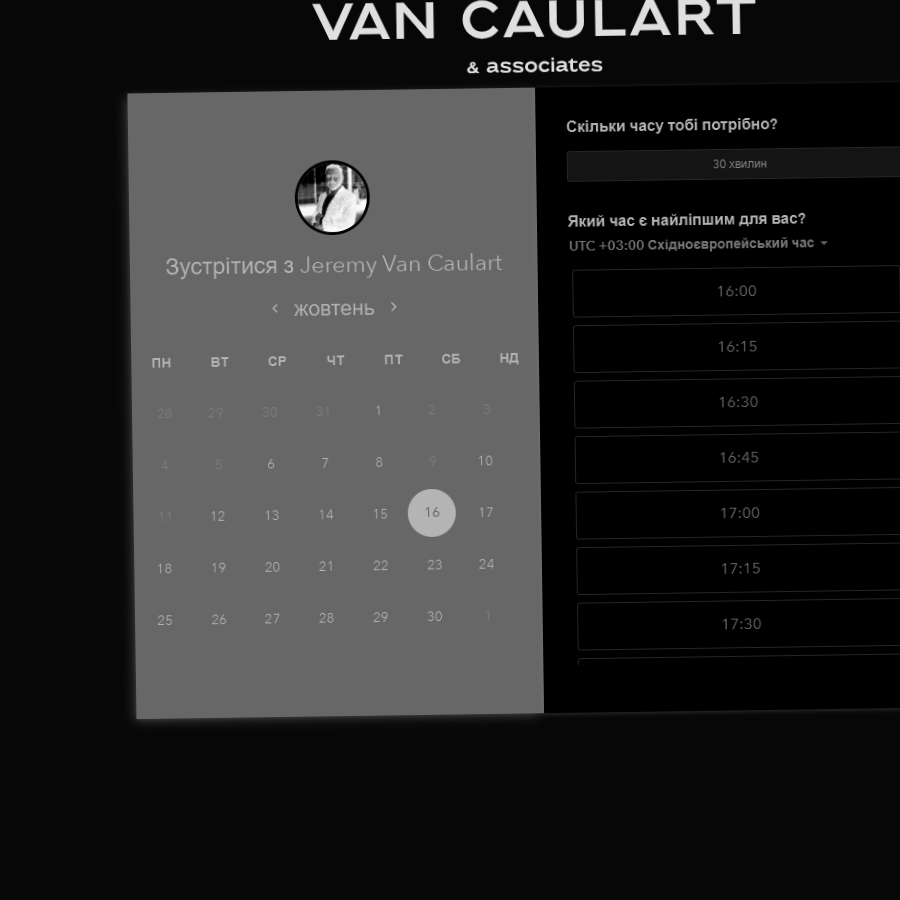 VAN CAULART
& associates
Зустрітися з Jeremy Van Caulart
жовтень
ПН ВТ СР ЧТ ПТ СБ НД
28 29 30 31 1 2 3
4 5 6 7 8 9 10
11 12 13 14 15 16 17
18 19 20 21 22 23 24
25 26 27 28 29 30 1
Скільки часу тобі потрібно?
30 хвилин
Який час є найліпшим для вас?
UTC +03:00 Східноєвропейський час
16:00
16:15
16:30
16:45
17:00
17:15
17:30